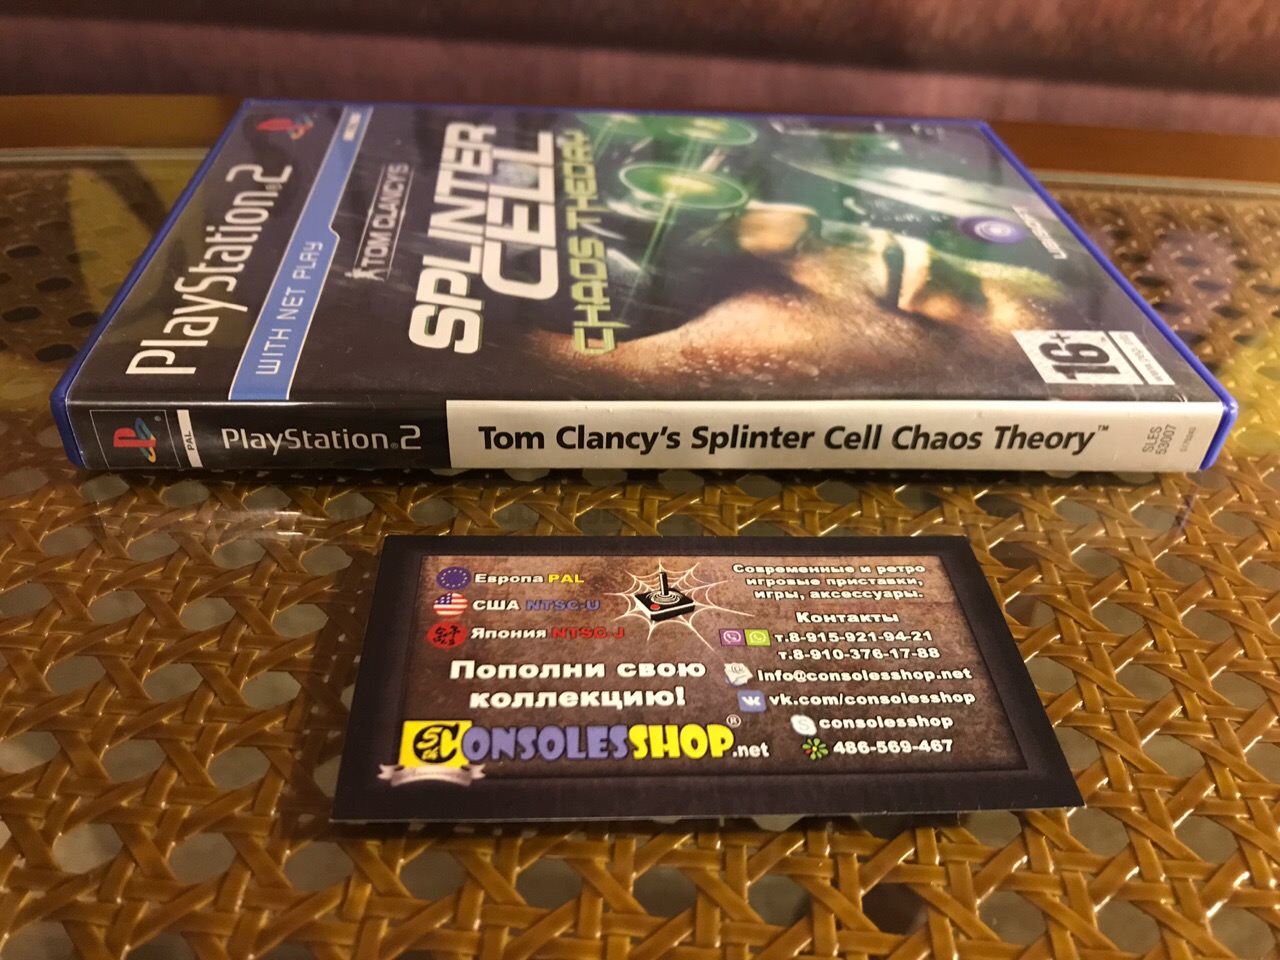 PlayStation®2
WITH NET PLAY
TOM CLANCY'S
SPLINTER
CELL
CHAOS THEORY
UBISOFT
16+
PAL
PlayStation®2
Tom Clancy's Splinter Cell Chaos Theory™
SLES
53007
Европа PAL
США NTSC-U
Япония NTSC-J
Пополни свою
коллекцию!
CONSOLESSHOP®.net
Современные и ретро
игровые приставки,
игры, аксессуары.
Контакты
т.8-915-921-94-21
т.8-910-376-17-88
info@consolesshop.net
vk.com/consolesshop
consolesshop
486-569-467